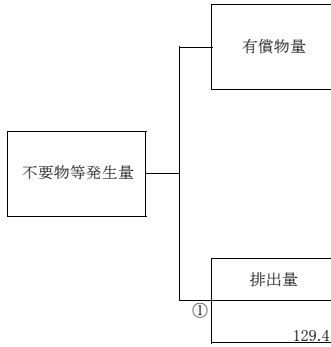 有償物量
不要物等発生量
排出量
①
129.4